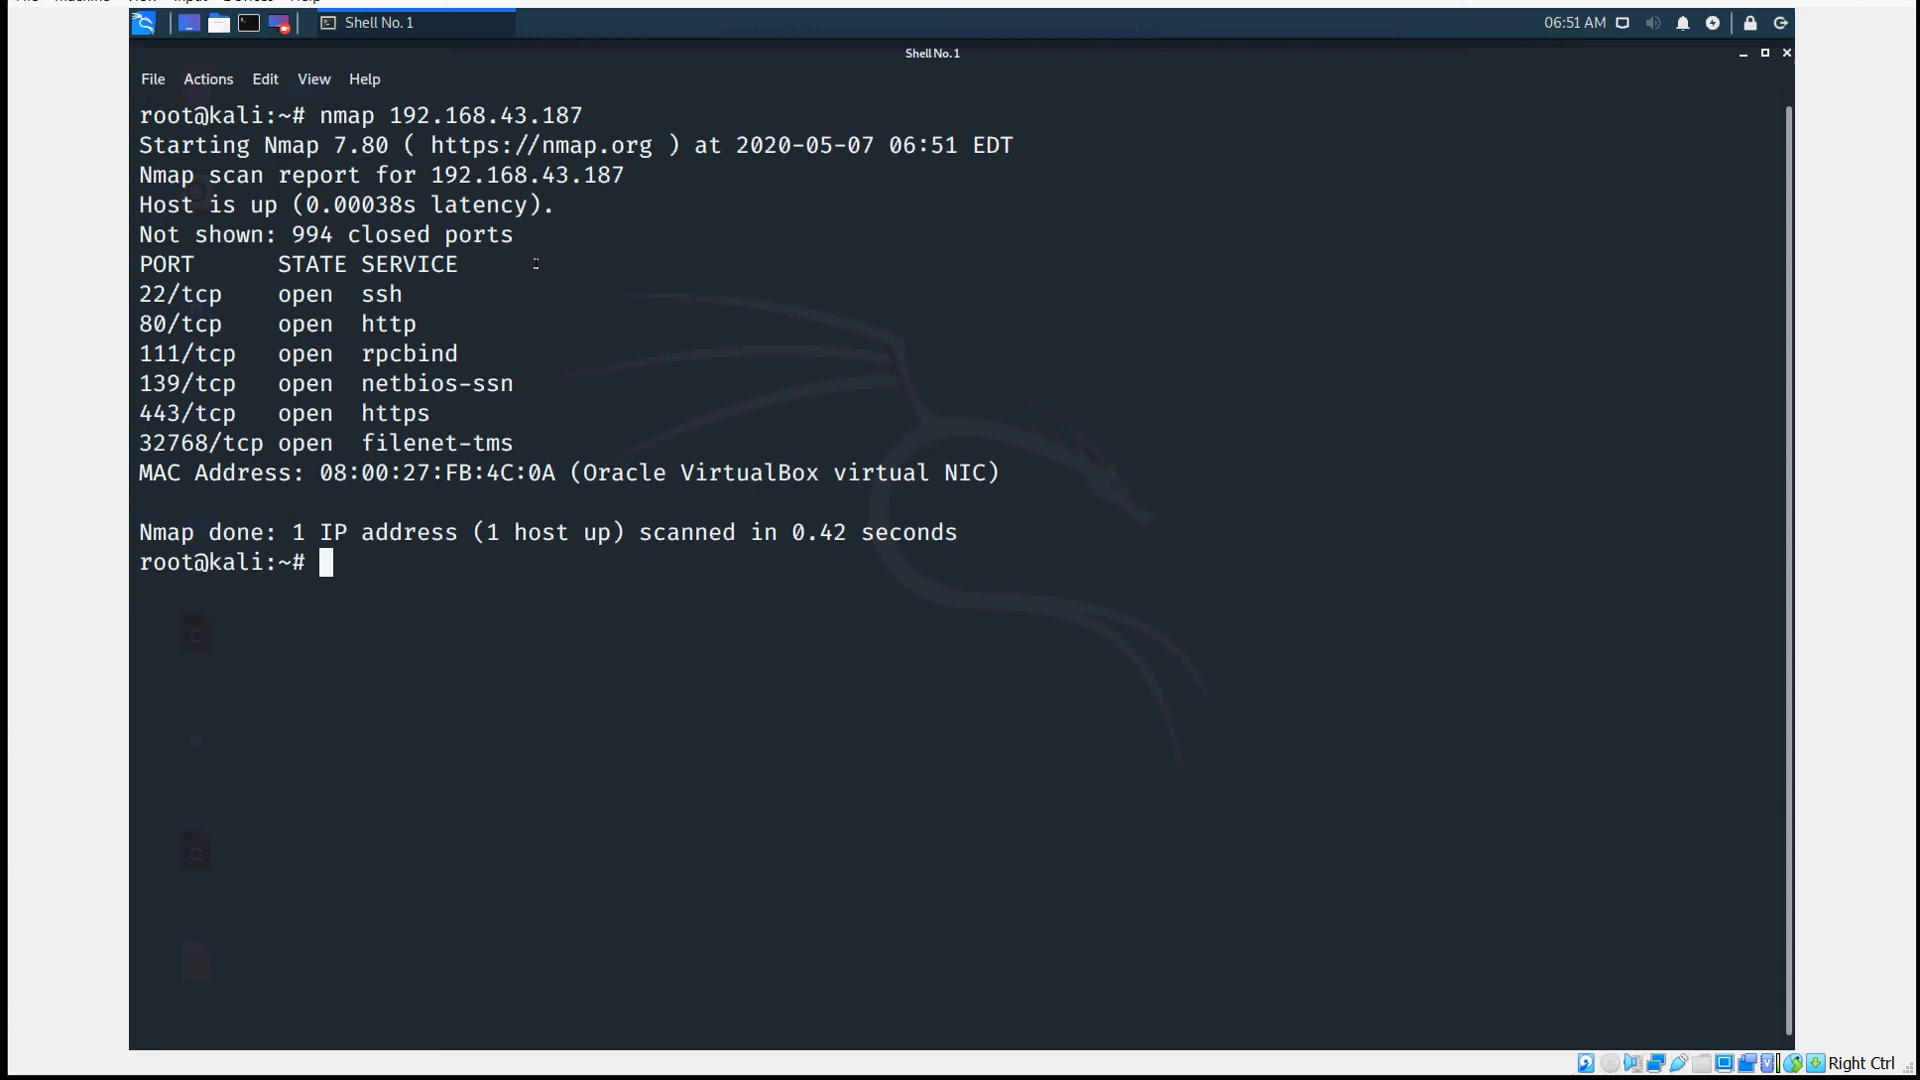 Shell No. 1
06:51 AM
Shell No. 1
File Actions Edit View Help
root@kali:~# nmap 192.168.43.187
Starting Nmap 7.80 ( https://nmap.org ) at 2020-05-07 06:51 EDT
Nmap scan report for 192.168.43.187
Host is up (0.00038s latency).
Not shown: 994 closed ports
PORT      STATE SERVICE
22/tcp    open  ssh
80/tcp    open  http
111/tcp   open  rpcbind
139/tcp   open  netbios-ssn
443/tcp   open  https
32768/tcp open  filenet-tms
MAC Address: 08:00:27:FB:4C:0A (Oracle VirtualBox virtual NIC)
Nmap done: 1 IP address (1 host up) scanned in 0.42 seconds
root@kali:~#
Right Ctrl